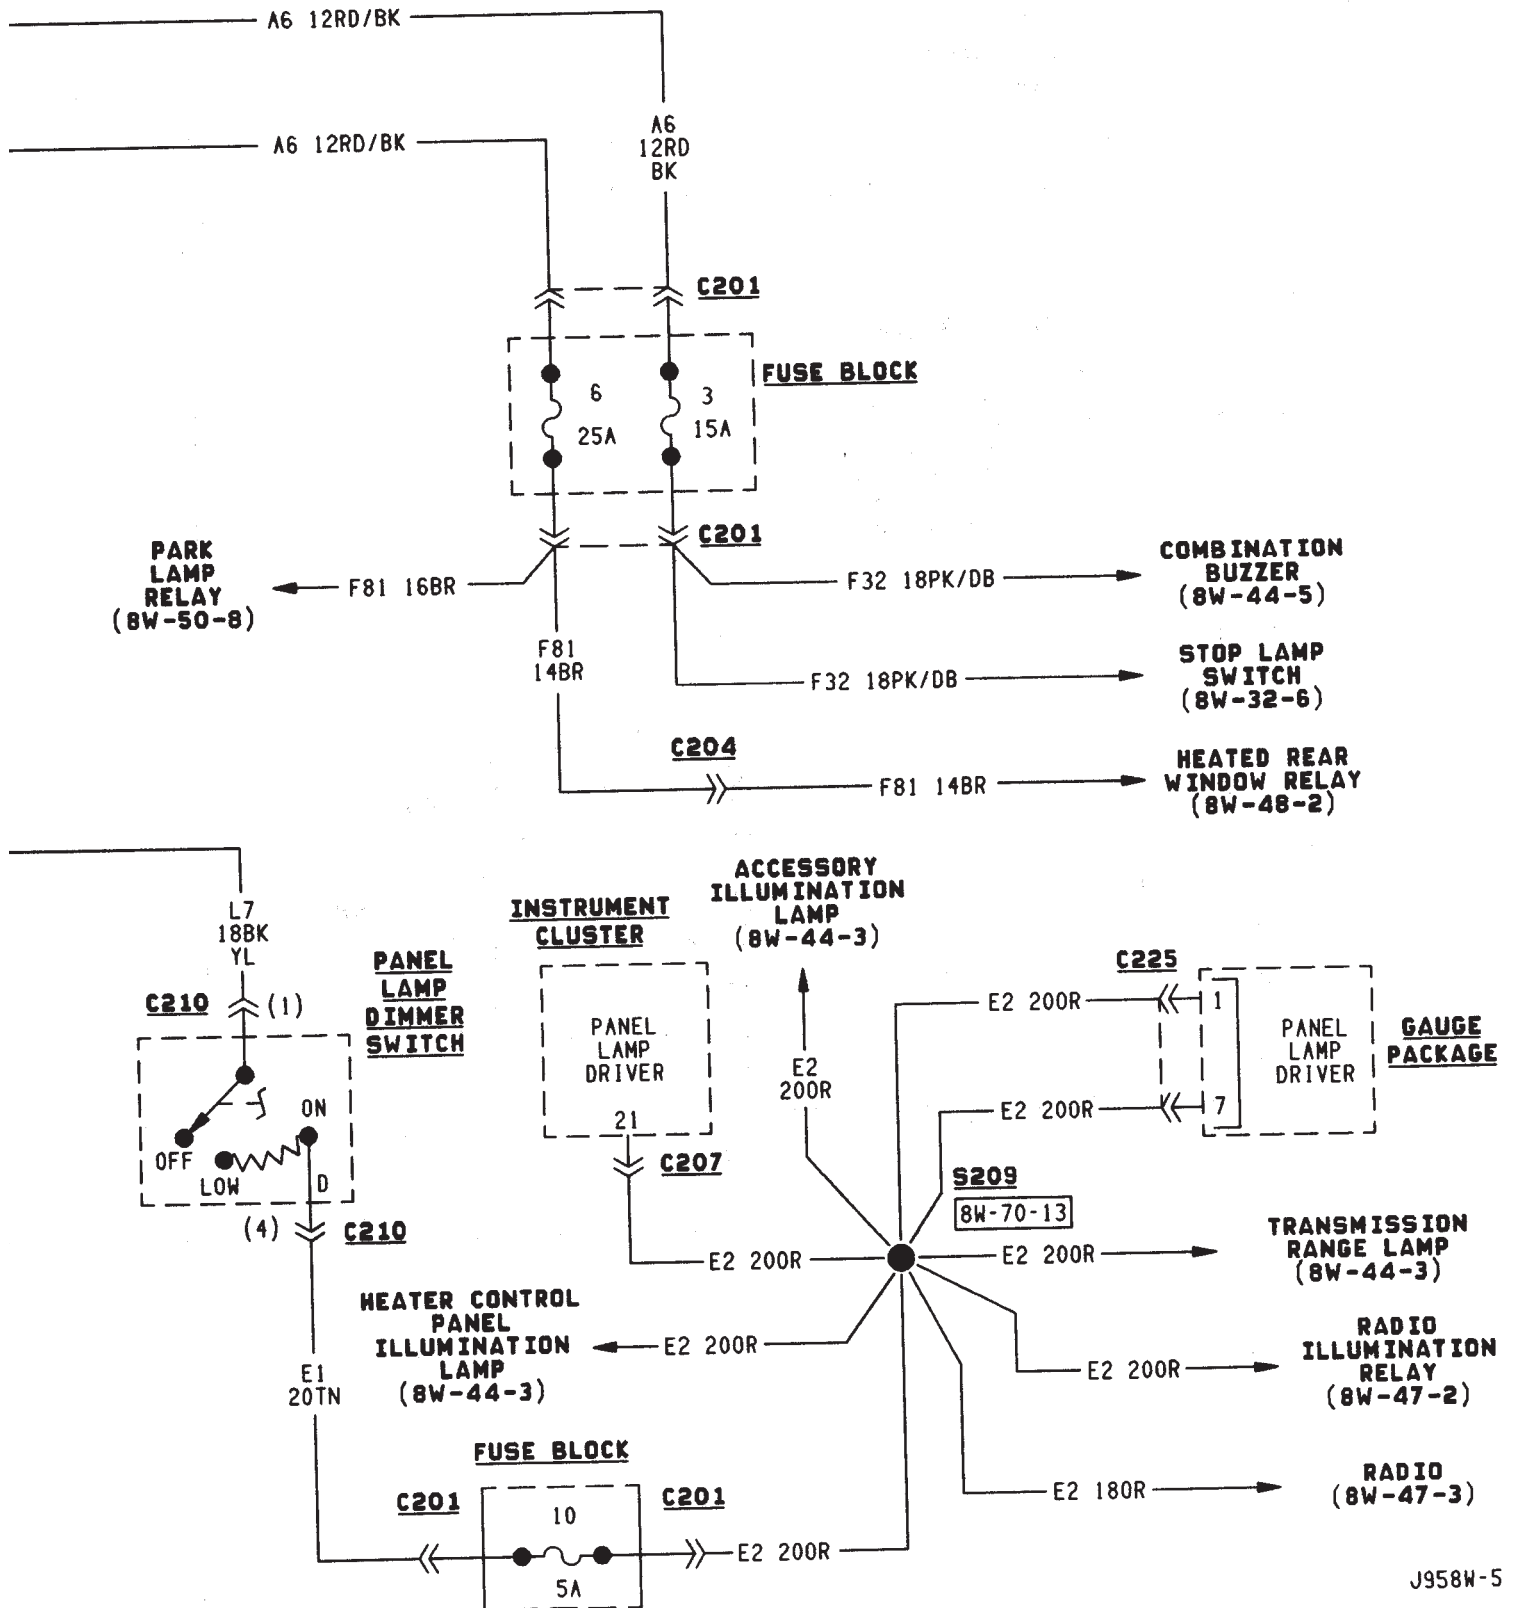 A6 12RD/BK
A6 12RD/BK
A6
12RD
BK
C201
FUSE BLOCK
6
25A
3
15A
C201
PARK
LAMP
RELAY
(8W-50-8)
F81 16BR
F32 18PK/DB
COMBINATION
BUZZER
(8W-44-5)
F81
14BR
F32 18PK/DB
STOP LAMP
SWITCH
(8W-32-6)
C204
F81 14BR
HEATED REAR
WINDOW RELAY
(8W-48-2)
L7
18BK
YL
C210
(1)
PANEL
LAMP
DIMMER
SWITCH
OFF
LOW
ON
D
(4)
C210
INSTRUMENT
CLUSTER
PANEL
LAMP
DRIVER
21
C207
ACCESSORY
ILLUMINATION
LAMP
(8W-44-3)
E2
20OR
C225
E2 20OR
1
PANEL
LAMP
DRIVER
GAUGE
PACKAGE
E2 20OR
7
S209
8W-70-13
E2 20OR
E2 20OR
TRANSMISSION
RANGE LAMP
(8W-44-3)
HEATER CONTROL
PANEL
ILLUMINATION
LAMP
(8W-44-3)
E2 20OR
E2 20OR
RADIO
ILLUMINATION
RELAY
(8W-47-2)
E1
20TN
E2 18OR
RADIO
(8W-47-3)
FUSE BLOCK
C201
10
5A
C201
E2 20OR
J958W-5